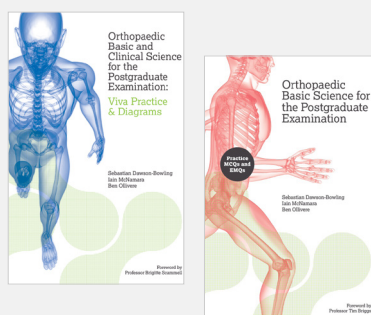 Orthopaedic
Basic and
Clinical Science
for the
Postgraduate
Examination:
Viva Practice
& Diagrams
Sebastian Dawson-Bowling
Iain McNamara
Ben Ollivere
Foreword by
Professor Brigitte Scammell
Orthopaedic
Basic Science for
the Postgraduate
Examination
Practice
MCQs and
EMQs
Sebastian Dawson-Bowling
Iain McNamara
Ben Ollivere
Foreword by
Professor Tim Briggs